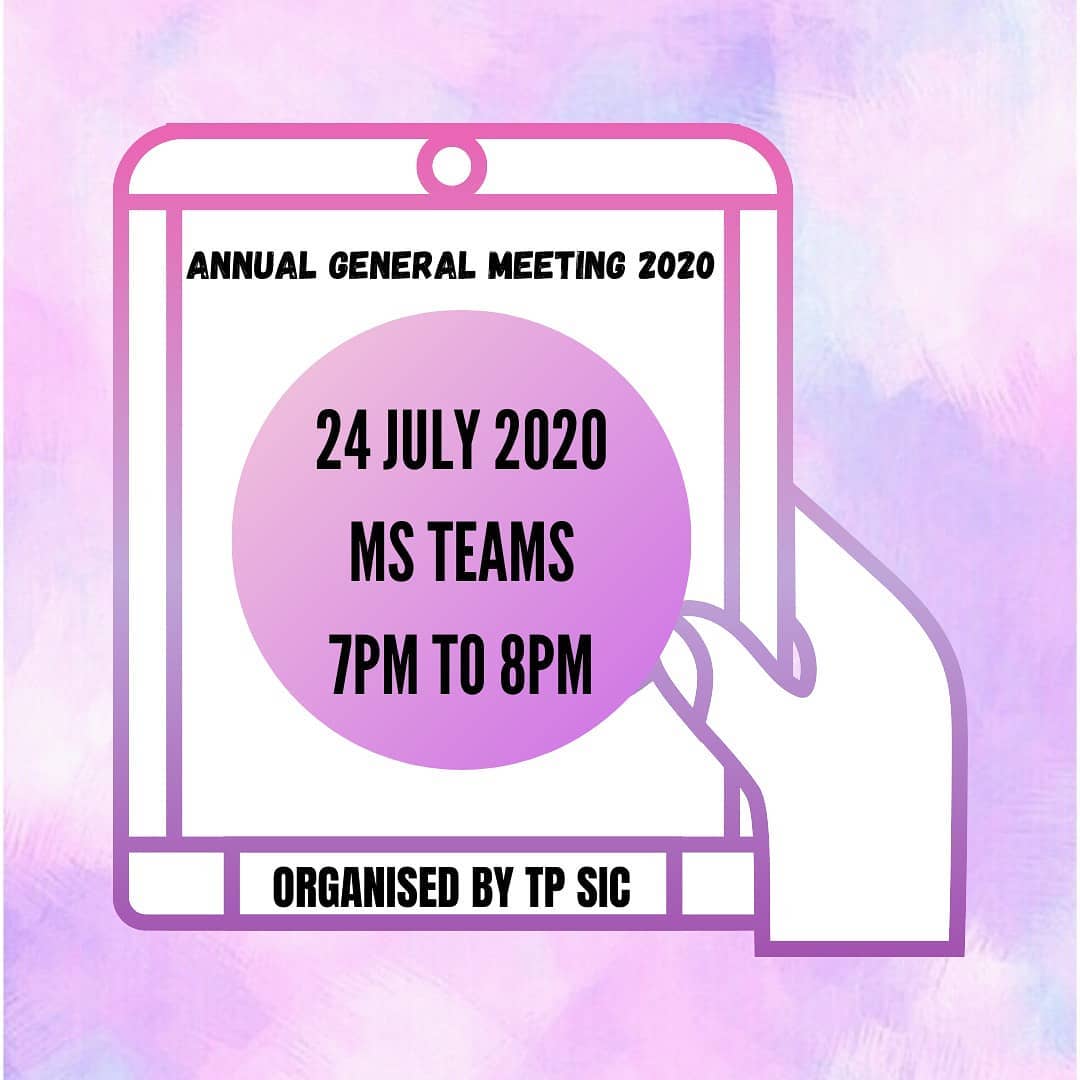 ANNUAL GENERAL MEETING 2020
24 JULY 2020
MS TEAMS
7PM TO 8PM
ORGANISED BY TP SIC